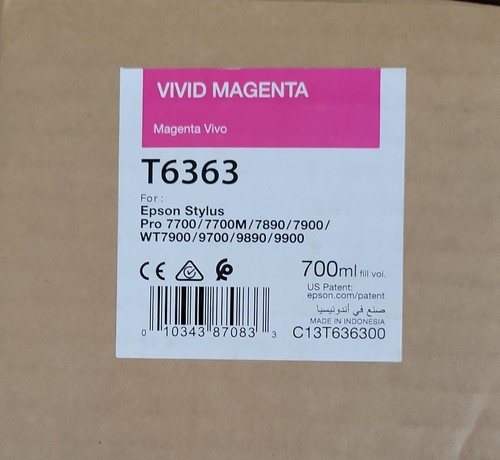 VIVID MAGENTA
Magenta Vivo
T6363
For :
Epson Stylus
Pro 7700/7700M/7890/7900/
WT7900/9700/9890/9900
CE
700ml fill vol.
US Patent:
epson.com/patent
صنع في أندونيسيا
MADE IN INDONESIA
C13T636300
0 10343 87083 3